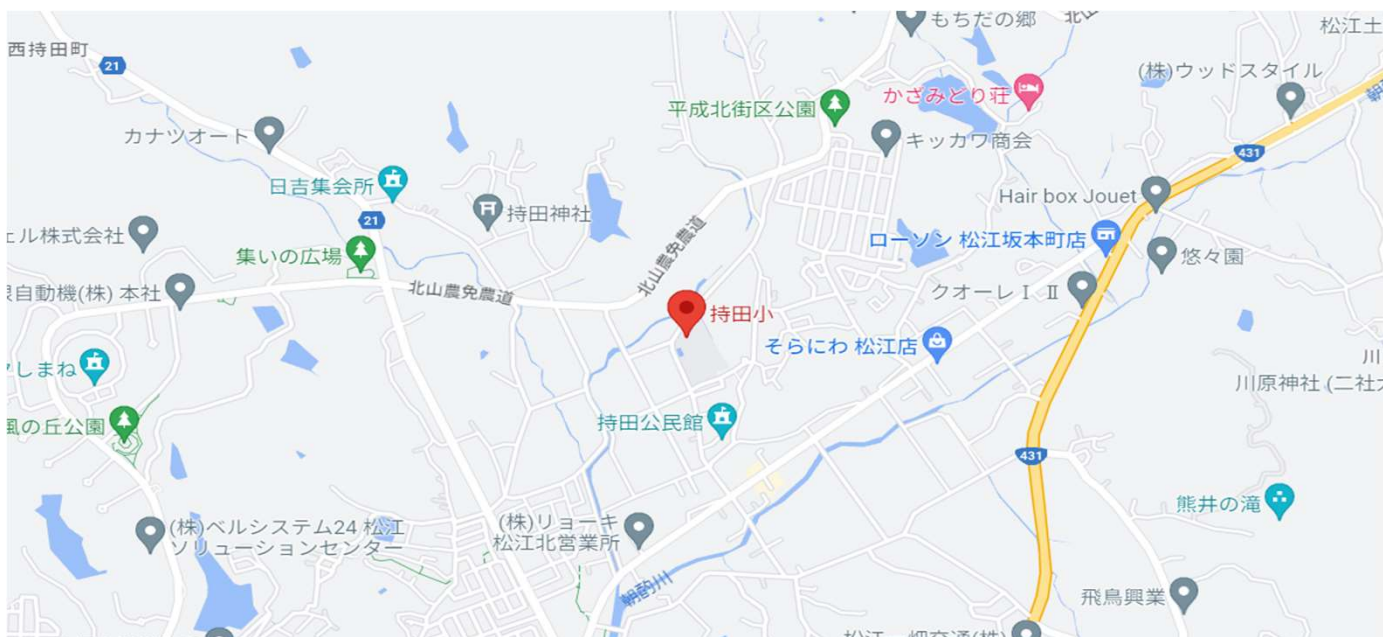 もちだの郷
松江土
西持田町
21
(株)ウッドスタイル
かざみどり荘
平成北街区公園
キッカワ商会
カナツオート
431
日吉集会所
Hair box Jouet
21
持田神社
ェル株式会社
ローソン 松江坂本町店
悠々園
集いの広場
北山農免農道
自動機(株) 本社
北山農免農道
クオーレⅠ Ⅱ
持田小
そらにわ 松江店
しまね
川
川原神社 (二社
風の丘公園
持田公民館
431
熊井の滝
(株)ベルシステム24 松江
ソリューションセンター
(株)リョーキ
松江北営業所
朝酌川
飛鳥興業